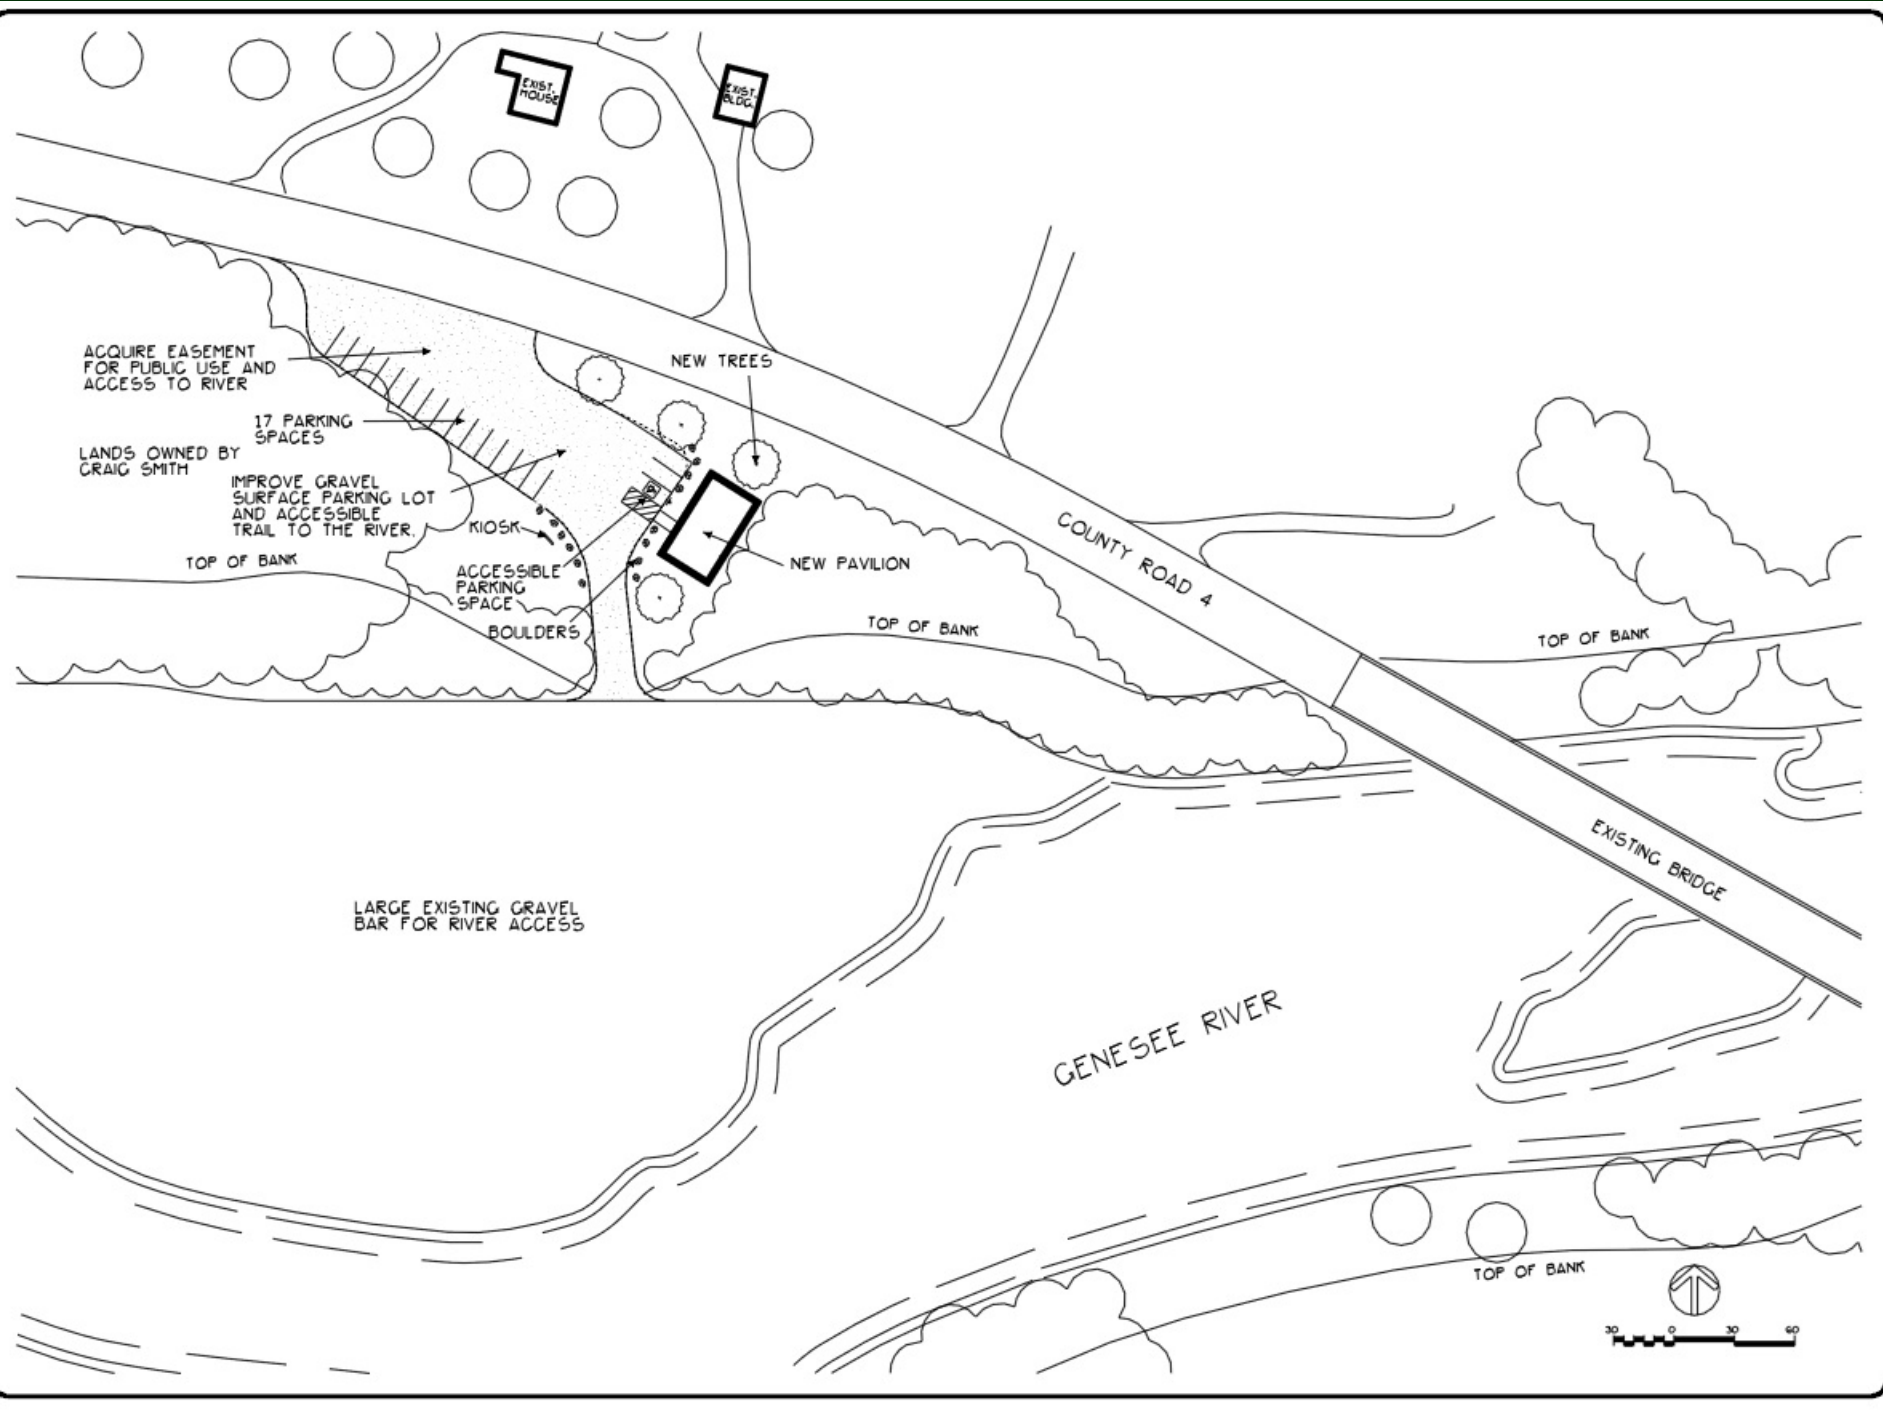 EXIST.
HOUSE
EXIST.
BLDG.
ACQUIRE EASEMENT
FOR PUBLIC USE AND
ACCESS TO RIVER
NEW TREES
17 PARKING
SPACES
LANDS OWNED BY
CRAIG SMITH
IMPROVE GRAVEL
SURFACE PARKING LOT
AND ACCESSIBLE
TRAIL TO THE RIVER.
KIOSK
TOP OF BANK
ACCESSIBLE
PARKING
SPACE
BOULDERS
NEW PAVILION
COUNTY ROAD 4
TOP OF BANK
TOP OF BANK
EXISTING BRIDGE
LARGE EXISTING GRAVEL
BAR FOR RIVER ACCESS
GENESEE RIVER
TOP OF BANK
30 0 30 60